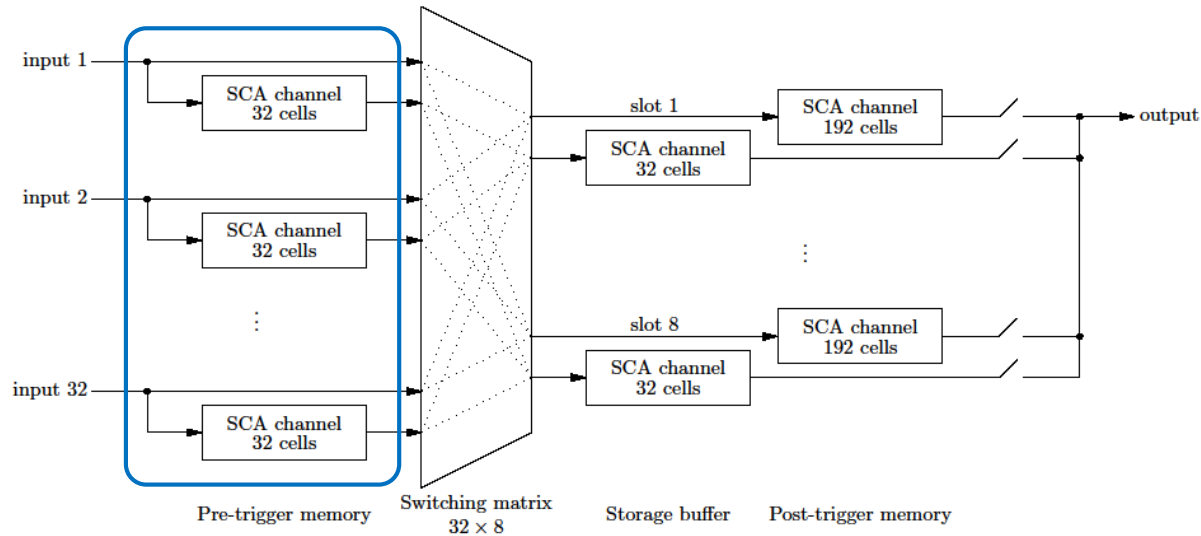 input 1
SCA channel
32 cells
slot 1
SCA channel
192 cells
output
SCA channel
32 cells
input 2
SCA channel
32 cells
slot 8
SCA channel
192 cells
SCA channel
32 cells
input 32
SCA channel
32 cells
Pre-trigger memory
Switching matrix
32 × 8
Storage buffer
Post-trigger memory